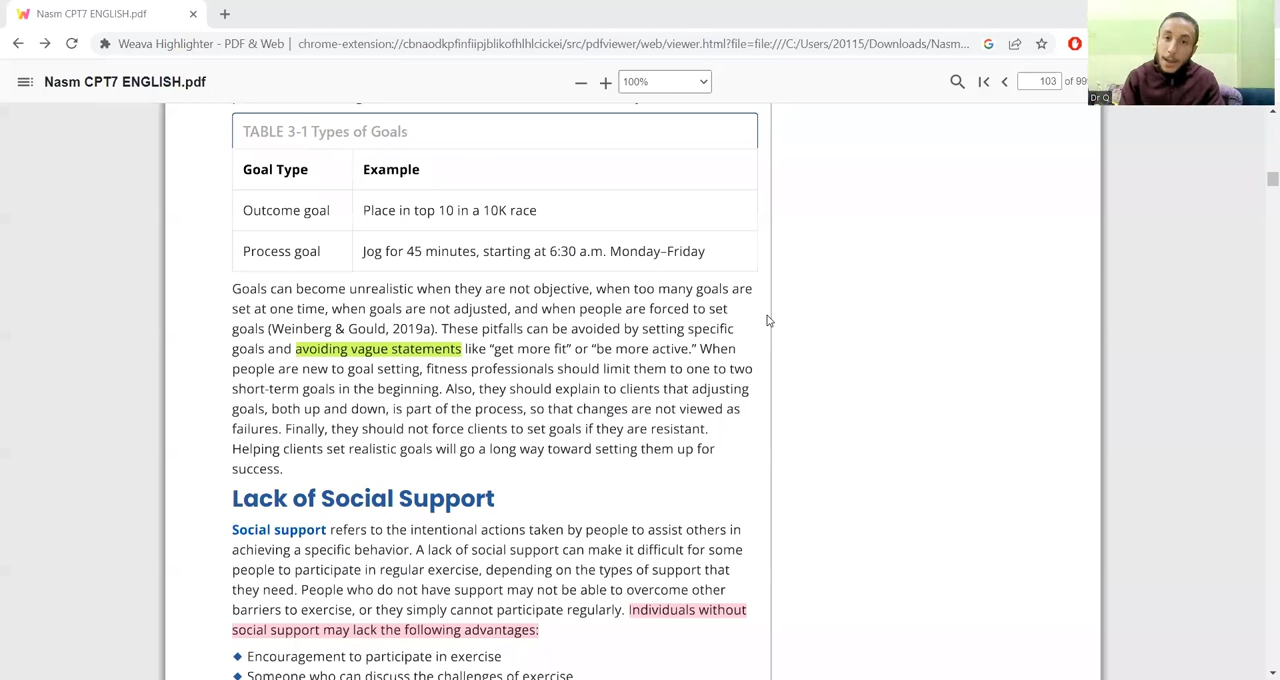 Nasm CPT7 ENGLISH.pdf
Weava Highlighter - PDF & Web | chrome-extension://cbnaodkpfinfiipjblikofhlhlcickei/src/pdfviewer/web/viewer.html?file=file:///C:/Users/20115/Downloads/Nasm...
Nasm CPT7 ENGLISH.pdf
100%
103 of 99
Dr Q
TABLE 3-1 Types of Goals
Goal Type Example
Outcome goal Place in top 10 in a 10K race
Process goal Jog for 45 minutes, starting at 6:30 a.m. Monday–Friday
Goals can become unrealistic when they are not objective, when too many goals are
set at one time, when goals are not adjusted, and when people are forced to set
goals (Weinberg & Gould, 2019a). These pitfalls can be avoided by setting specific
goals and avoiding vague statements like “get more fit” or “be more active.” When
people are new to goal setting, fitness professionals should limit them to one to two
short-term goals in the beginning. Also, they should explain to clients that adjusting
goals, both up and down, is part of the process, so that changes are not viewed as
failures. Finally, they should not force clients to set goals if they are resistant.
Helping clients set realistic goals will go a long way toward setting them up for
success.
Lack of Social Support
Social support refers to the intentional actions taken by people to assist others in
achieving a specific behavior. A lack of social support can make it difficult for some
people to participate in regular exercise, depending on the types of support that
they need. People who do not have support may not be able to overcome other
barriers to exercise, or they simply cannot participate regularly. Individuals without
social support may lack the following advantages:
◆ Encouragement to participate in exercise
◆ Someone who can discuss the challenges of exercise